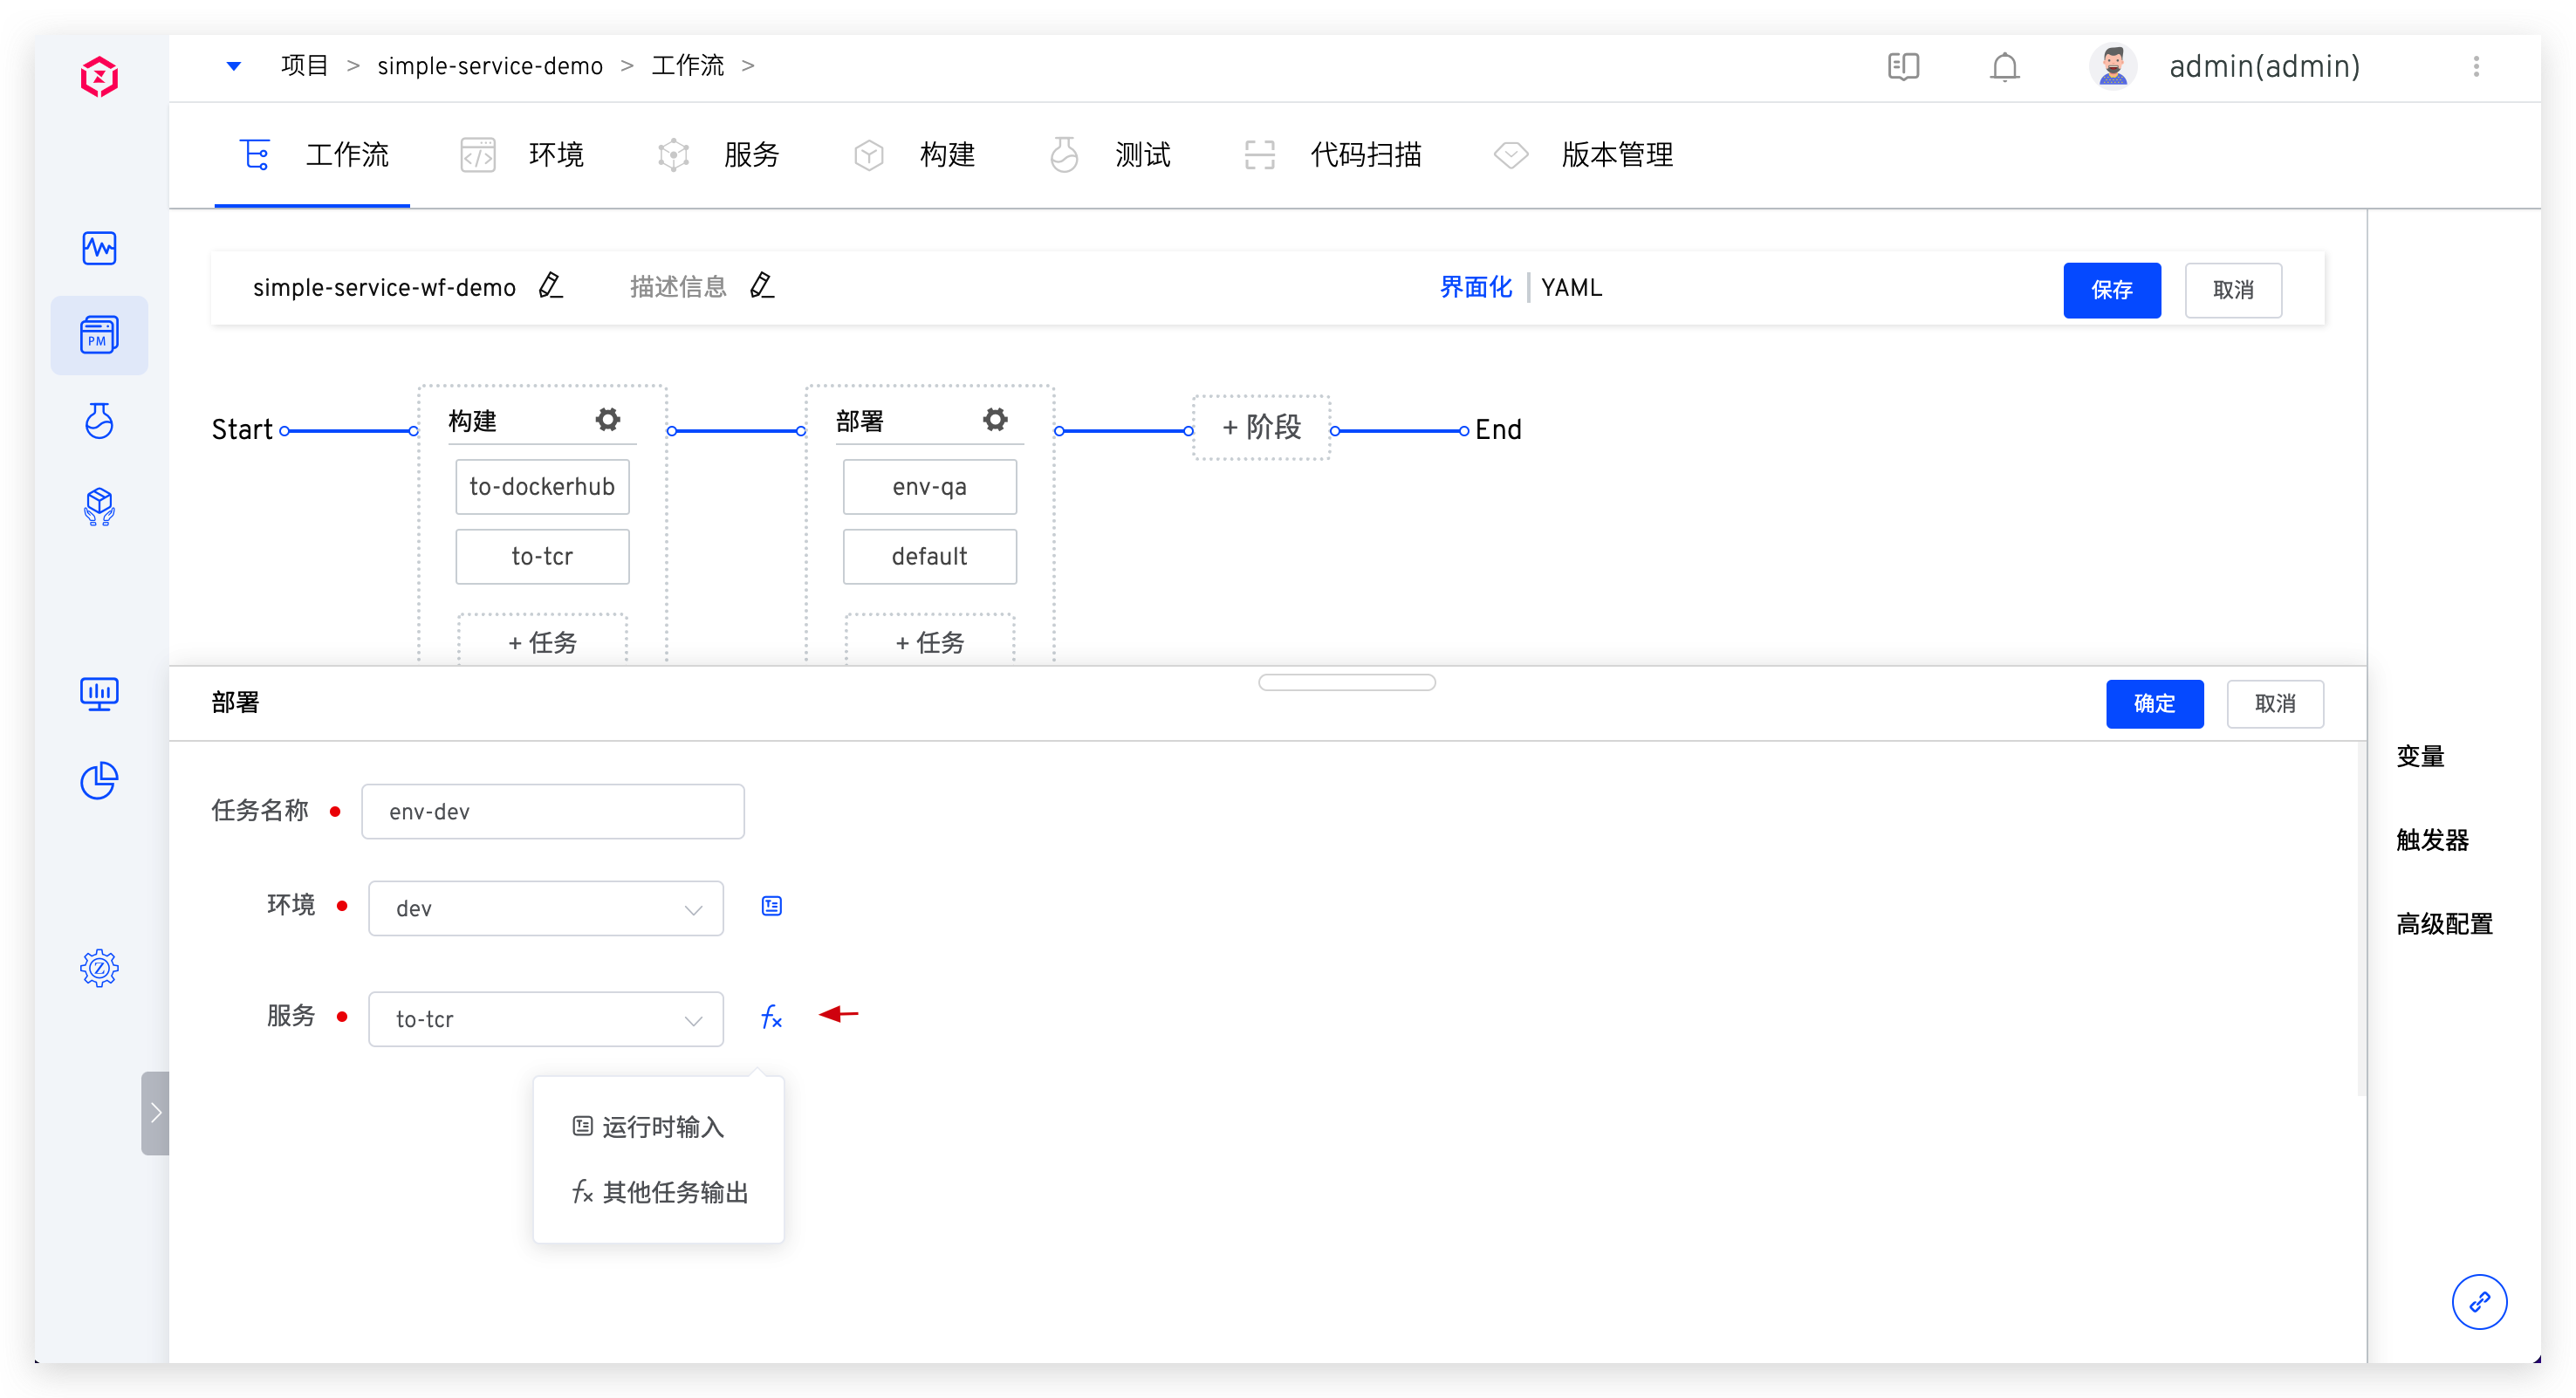 项目 > simple-service-demo > 工作流 >
admin(admin)
工作流 环境 服务 构建 测试 代码扫描 版本管理
simple-service-wf-demo 描述信息 界面化 YAML 保存 取消
PM
Start 构建 部署 + 阶段 End
to-dockerhub env-qa
to-tcr default
+ 任务 + 任务
部署 确定 取消
变量
任务名称 env-dev
触发器
环境 dev
高级配置
服务 to-tcr fx
运行时输入
fx 其他任务输出